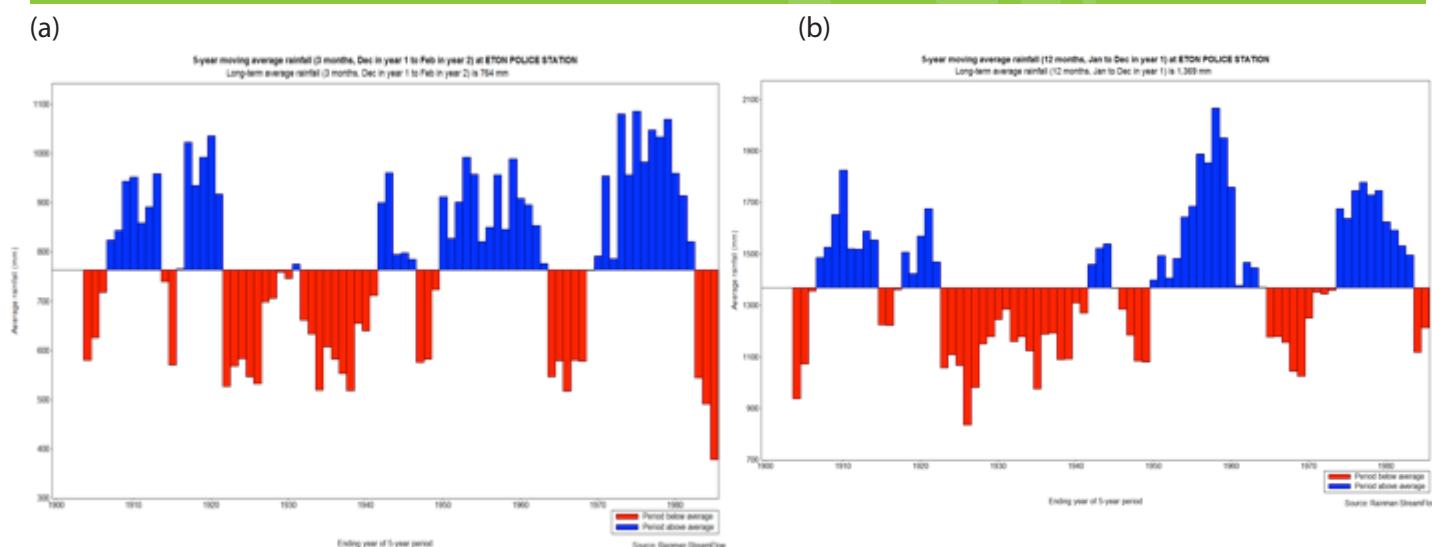 (a)
5-year moving average rainfall (3 months, Dec in year 1 to Feb in year 2) at ETON POLICE STATION
Long-term average rainfall (3 months, Dec in year 1 to Feb in year 2) is 764 mm
Average rainfall (mm)
1100
1000
900
800
700
600
500
400
300
1900
1910
1920
1930
1940
1950
1960
1970
1980
Period below average
Period above average
Ending year of 5-year period
Source: Rainman StreamFlow
(b)
5-year moving average rainfall (12 months, Jan to Dec in year 1) at ETON POLICE STATION
Long-term average rainfall (12 months, Jan to Dec in year 1) is 1,369 mm
Average rainfall (mm)
2100
1900
1700
1500
1300
1100
900
700
1900
1910
1920
1930
1940
1950
1960
1970
1980
Period below average
Period above average
Ending year of 5-year period
Source: Rainman StreamFlo